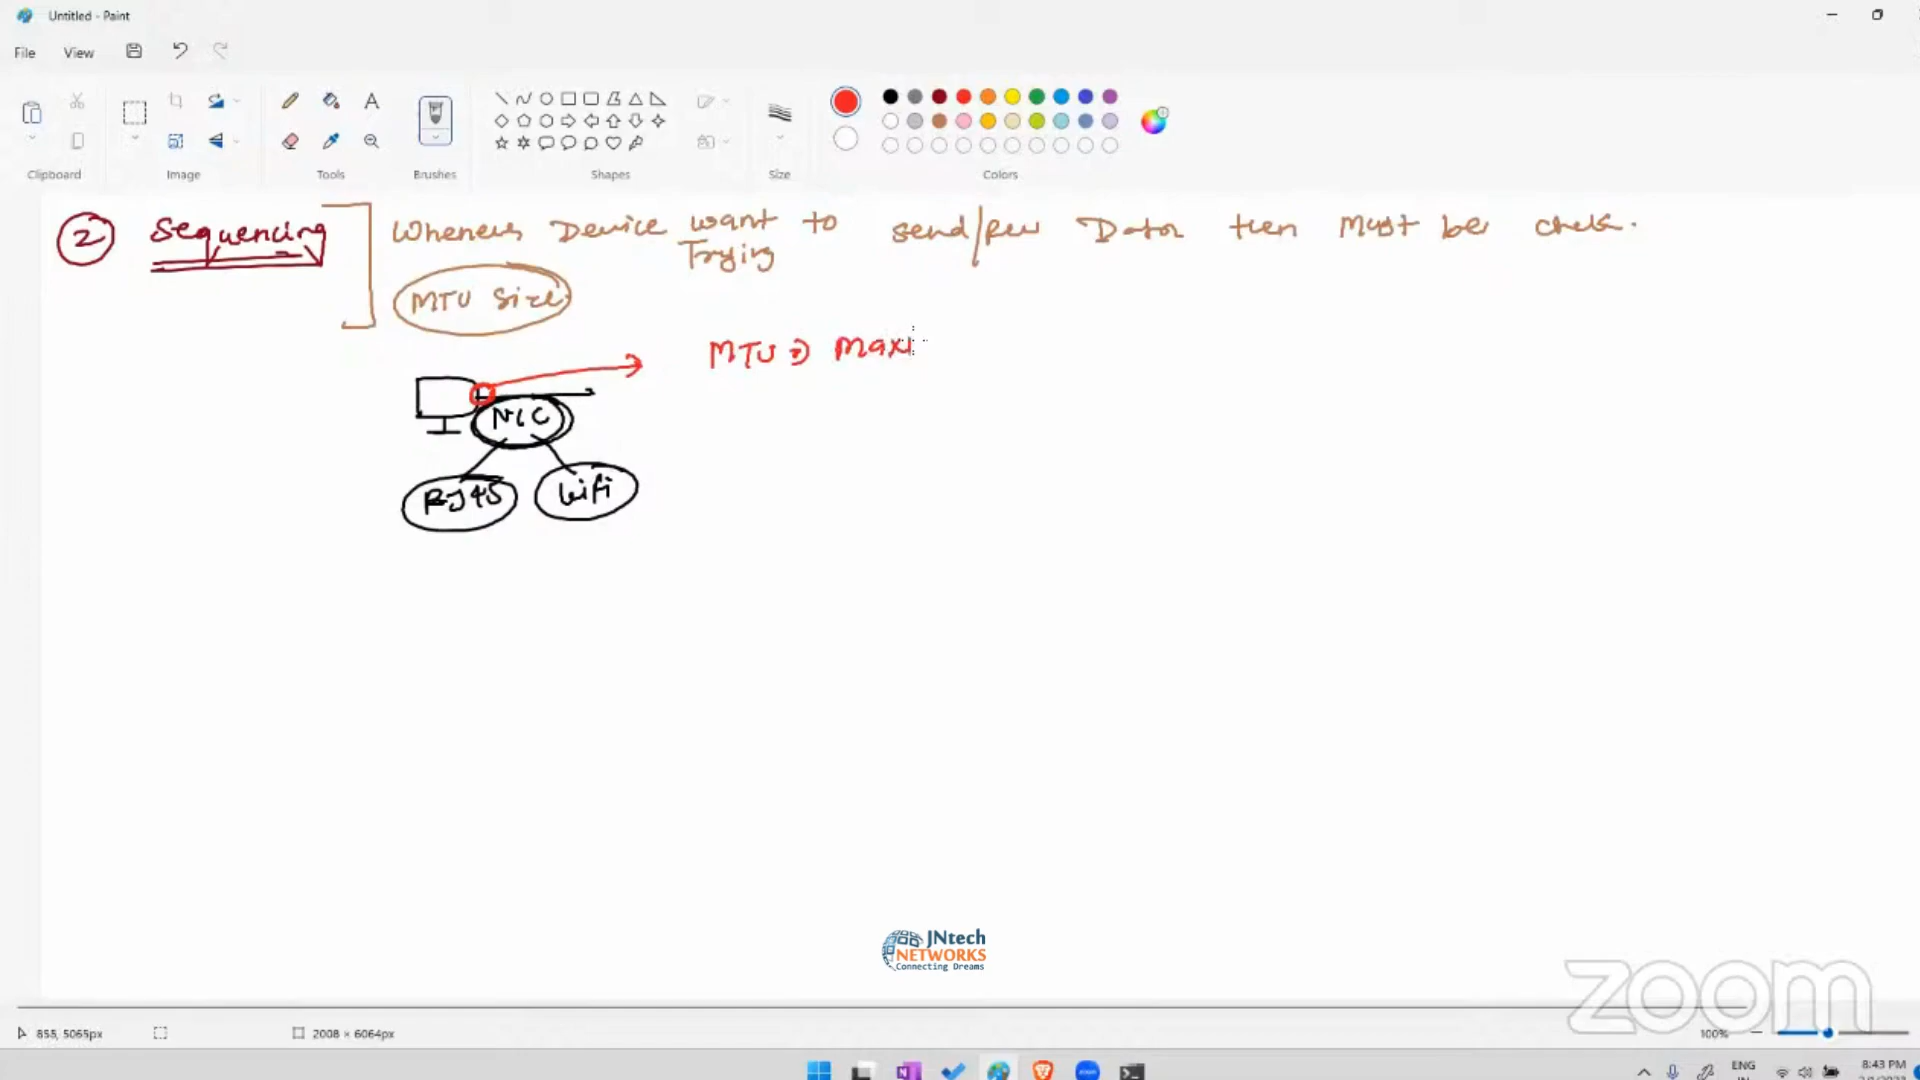 Untitled - Paint
File View
Clipboard Image Tools Brushes Shapes Size Colors
② Sequencing Whenever Device want to send/rev Data then must be check.
Trying
MTU Size
MTU ⇒ Maxi
NIC
RJ45 Wifi
JNtech
NETWORKS
Connecting Dreams
zoom
855, 5065px 2008 × 6064px 100%
ENG 8:43 PM
IN